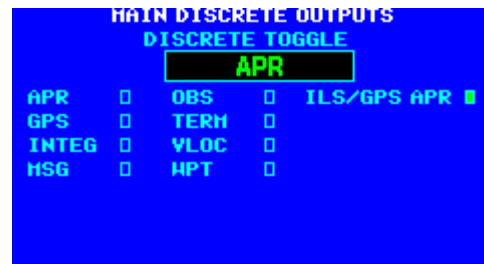 MAIN DISCRETE OUTPUTS
DISCRETE TOGGLE
APR
APR OBS ILS/GPS APR
GPS TERM
INTEG VLOC
MSG WPT